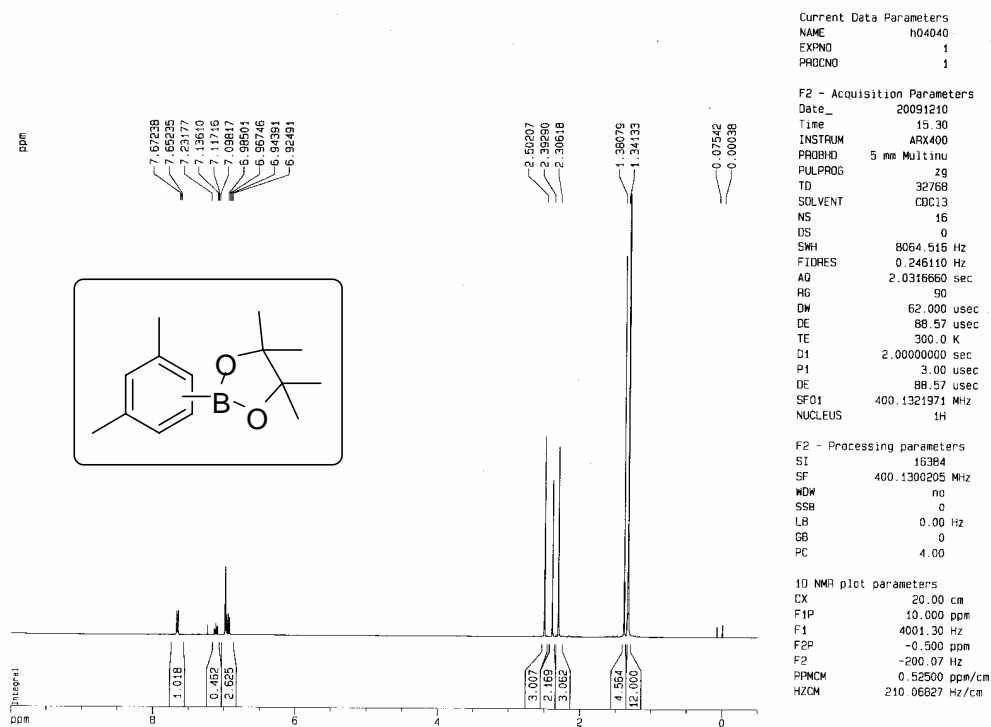 ppm
7.67238
7.65235
7.23177
7.13610
7.11716
7.09817
6.98501
6.96746
6.94391
6.92491
2.50207
2.39290
2.30618
1.38079
1.34133
0.07542
0.00038
O
B
O
Integral
1.018
0.462
2.625
3.007
2.169
3.062
4.564
12.000
ppm 8 6 4 2 0
Current Data Parameters
NAME h04040
EXPNO 1
PROCNO 1
F2 - Acquisition Parameters
Date_ 20091210
Time 15.30
INSTRUM ARX400
PROBHD 5 mm Multinu
PULPROG zg
TD 32768
SOLVENT CDCl3
NS 16
DS 0
SWH 8064.516 Hz
FIDRES 0.246110 Hz
AQ 2.0316660 sec
RG 90
DW 62.000 usec
DE 88.57 usec
TE 300.0 K
D1 2.00000000 sec
P1 3.00 usec
DE 88.57 usec
SFO1 400.1321971 MHz
NUCLEUS 1H
F2 - Processing parameters
SI 16384
SF 400.1300205 MHz
WDW no
SSB 0
LB 0.00 Hz
GB 0
PC 4.00
1D NMR plot parameters
CX 20.00 cm
F1P 10.000 ppm
F1 4001.30 Hz
F2P -0.500 ppm
F2 -200.07 Hz
PPMCM 0.52500 ppm/cm
HZCM 210.06827 Hz/cm